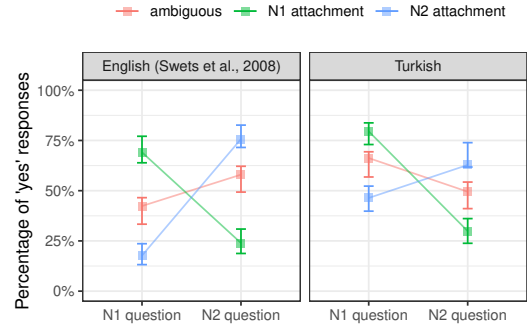 ambiguous N1 attachment N2 attachment
English (Swets et al., 2008) Turkish
Percentage of 'yes' responses
100%
75%
50%
25%
0%
N1 question N2 question N1 question N2 question